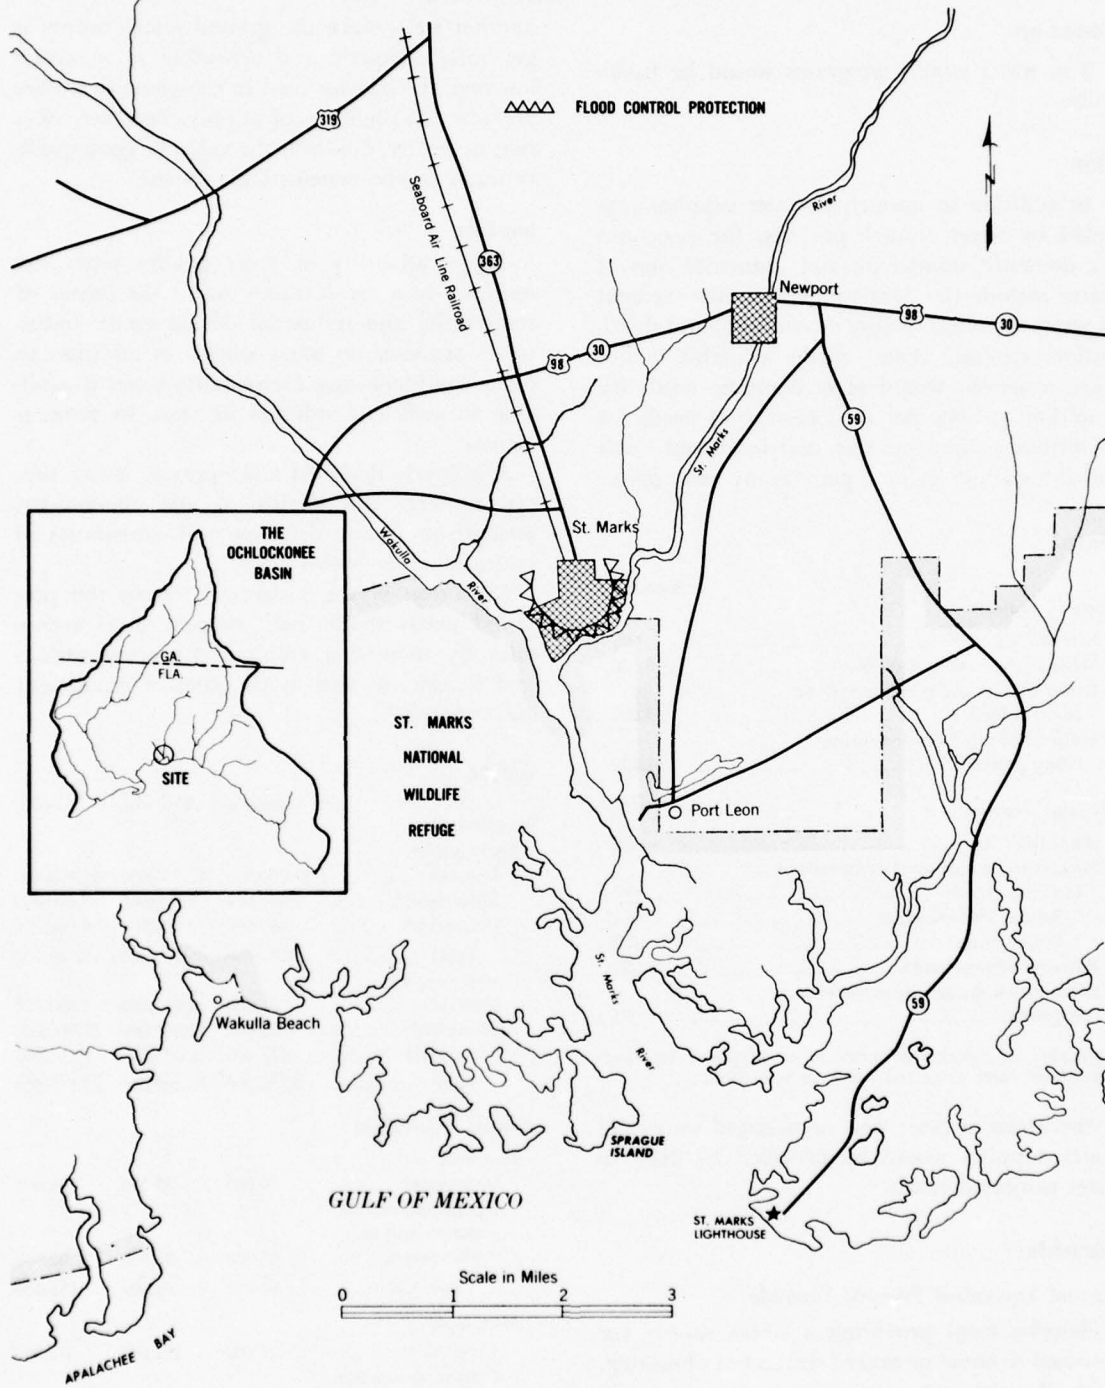 FLOOD CONTROL PROTECTION
319
N
Seaboard Air Line Railroad
363
River
Newport
98
30
98
30
59
St. Marks
St. Marks
Wakulla
River
THE
OCHLOCKONEE
BASIN
GA.
FLA.
SITE
ST. MARKS
NATIONAL
WILDLIFE
REFUGE
Port Leon
St. Marks
River
59
Wakulla Beach
SPRAGUE
ISLAND
GULF OF MEXICO
ST. MARKS
LIGHTHOUSE
Scale in Miles
0 1 2 3
APALACHEE BAY